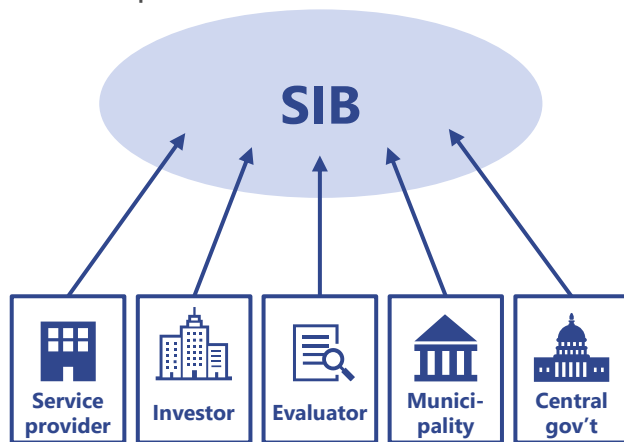 SIB
Service
provider
Investor
Evaluator
Munici-
pality
Central
gov't